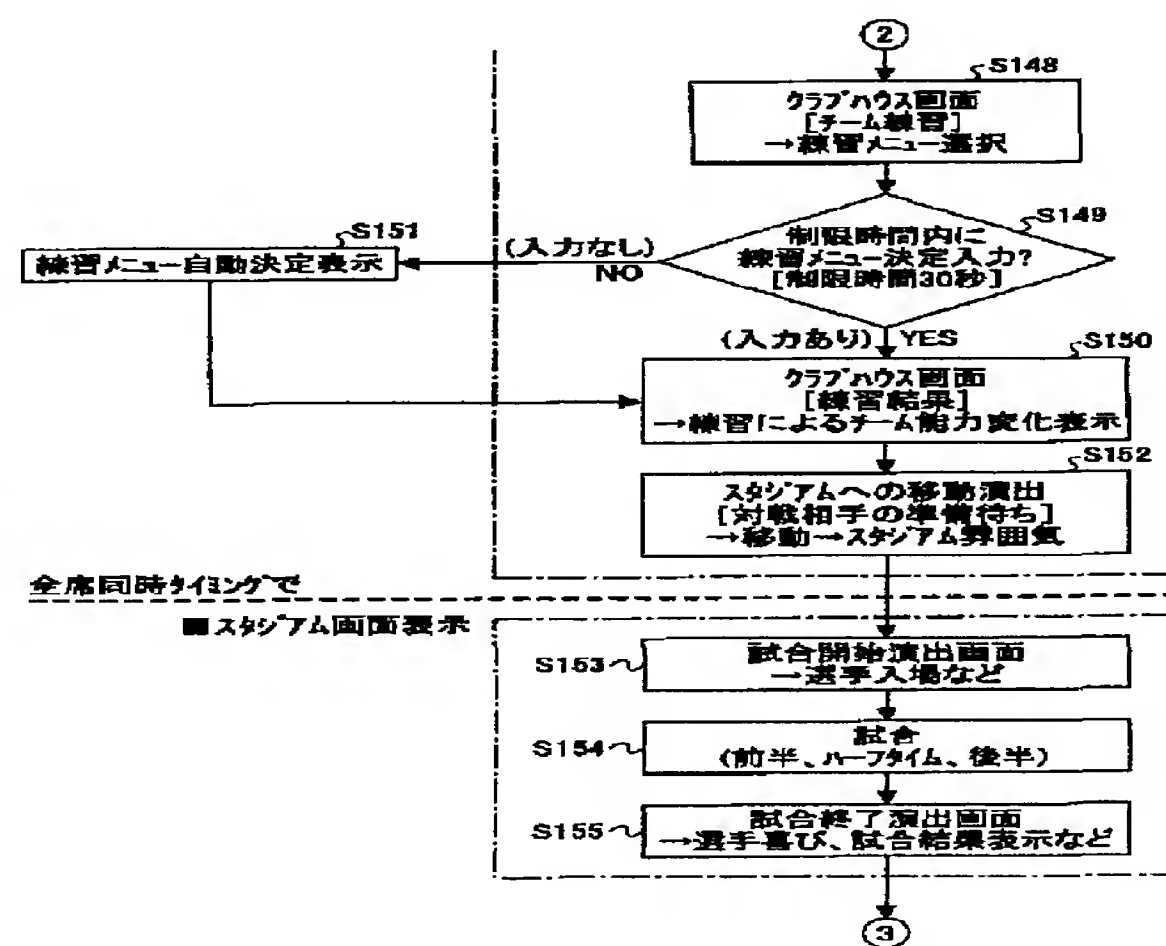 ②
S148
クラブハウス画面
[チーム練習]
→練習メニュー選択
S149
制限時間内に
練習メニュー決定入力?
[制限時間30秒]
(入力なし)
NO
S151
練習メニュー自動決定表示
(入力あり) YES
S150
クラブハウス画面
[練習結果]
→練習によるチーム能力変化表示
S152
スタジアムへの移動演出
[対戦相手の準備待ち]
→移動→スタジアム雰囲気
全席同時タイミングで
■スタジアム画面表示
S153
試合開始演出画面
→選手入場など
S154
試合
(前半、ハーフタイム、後半)
S155
試合終了演出画面
→選手喜び、試合結果表示など
③